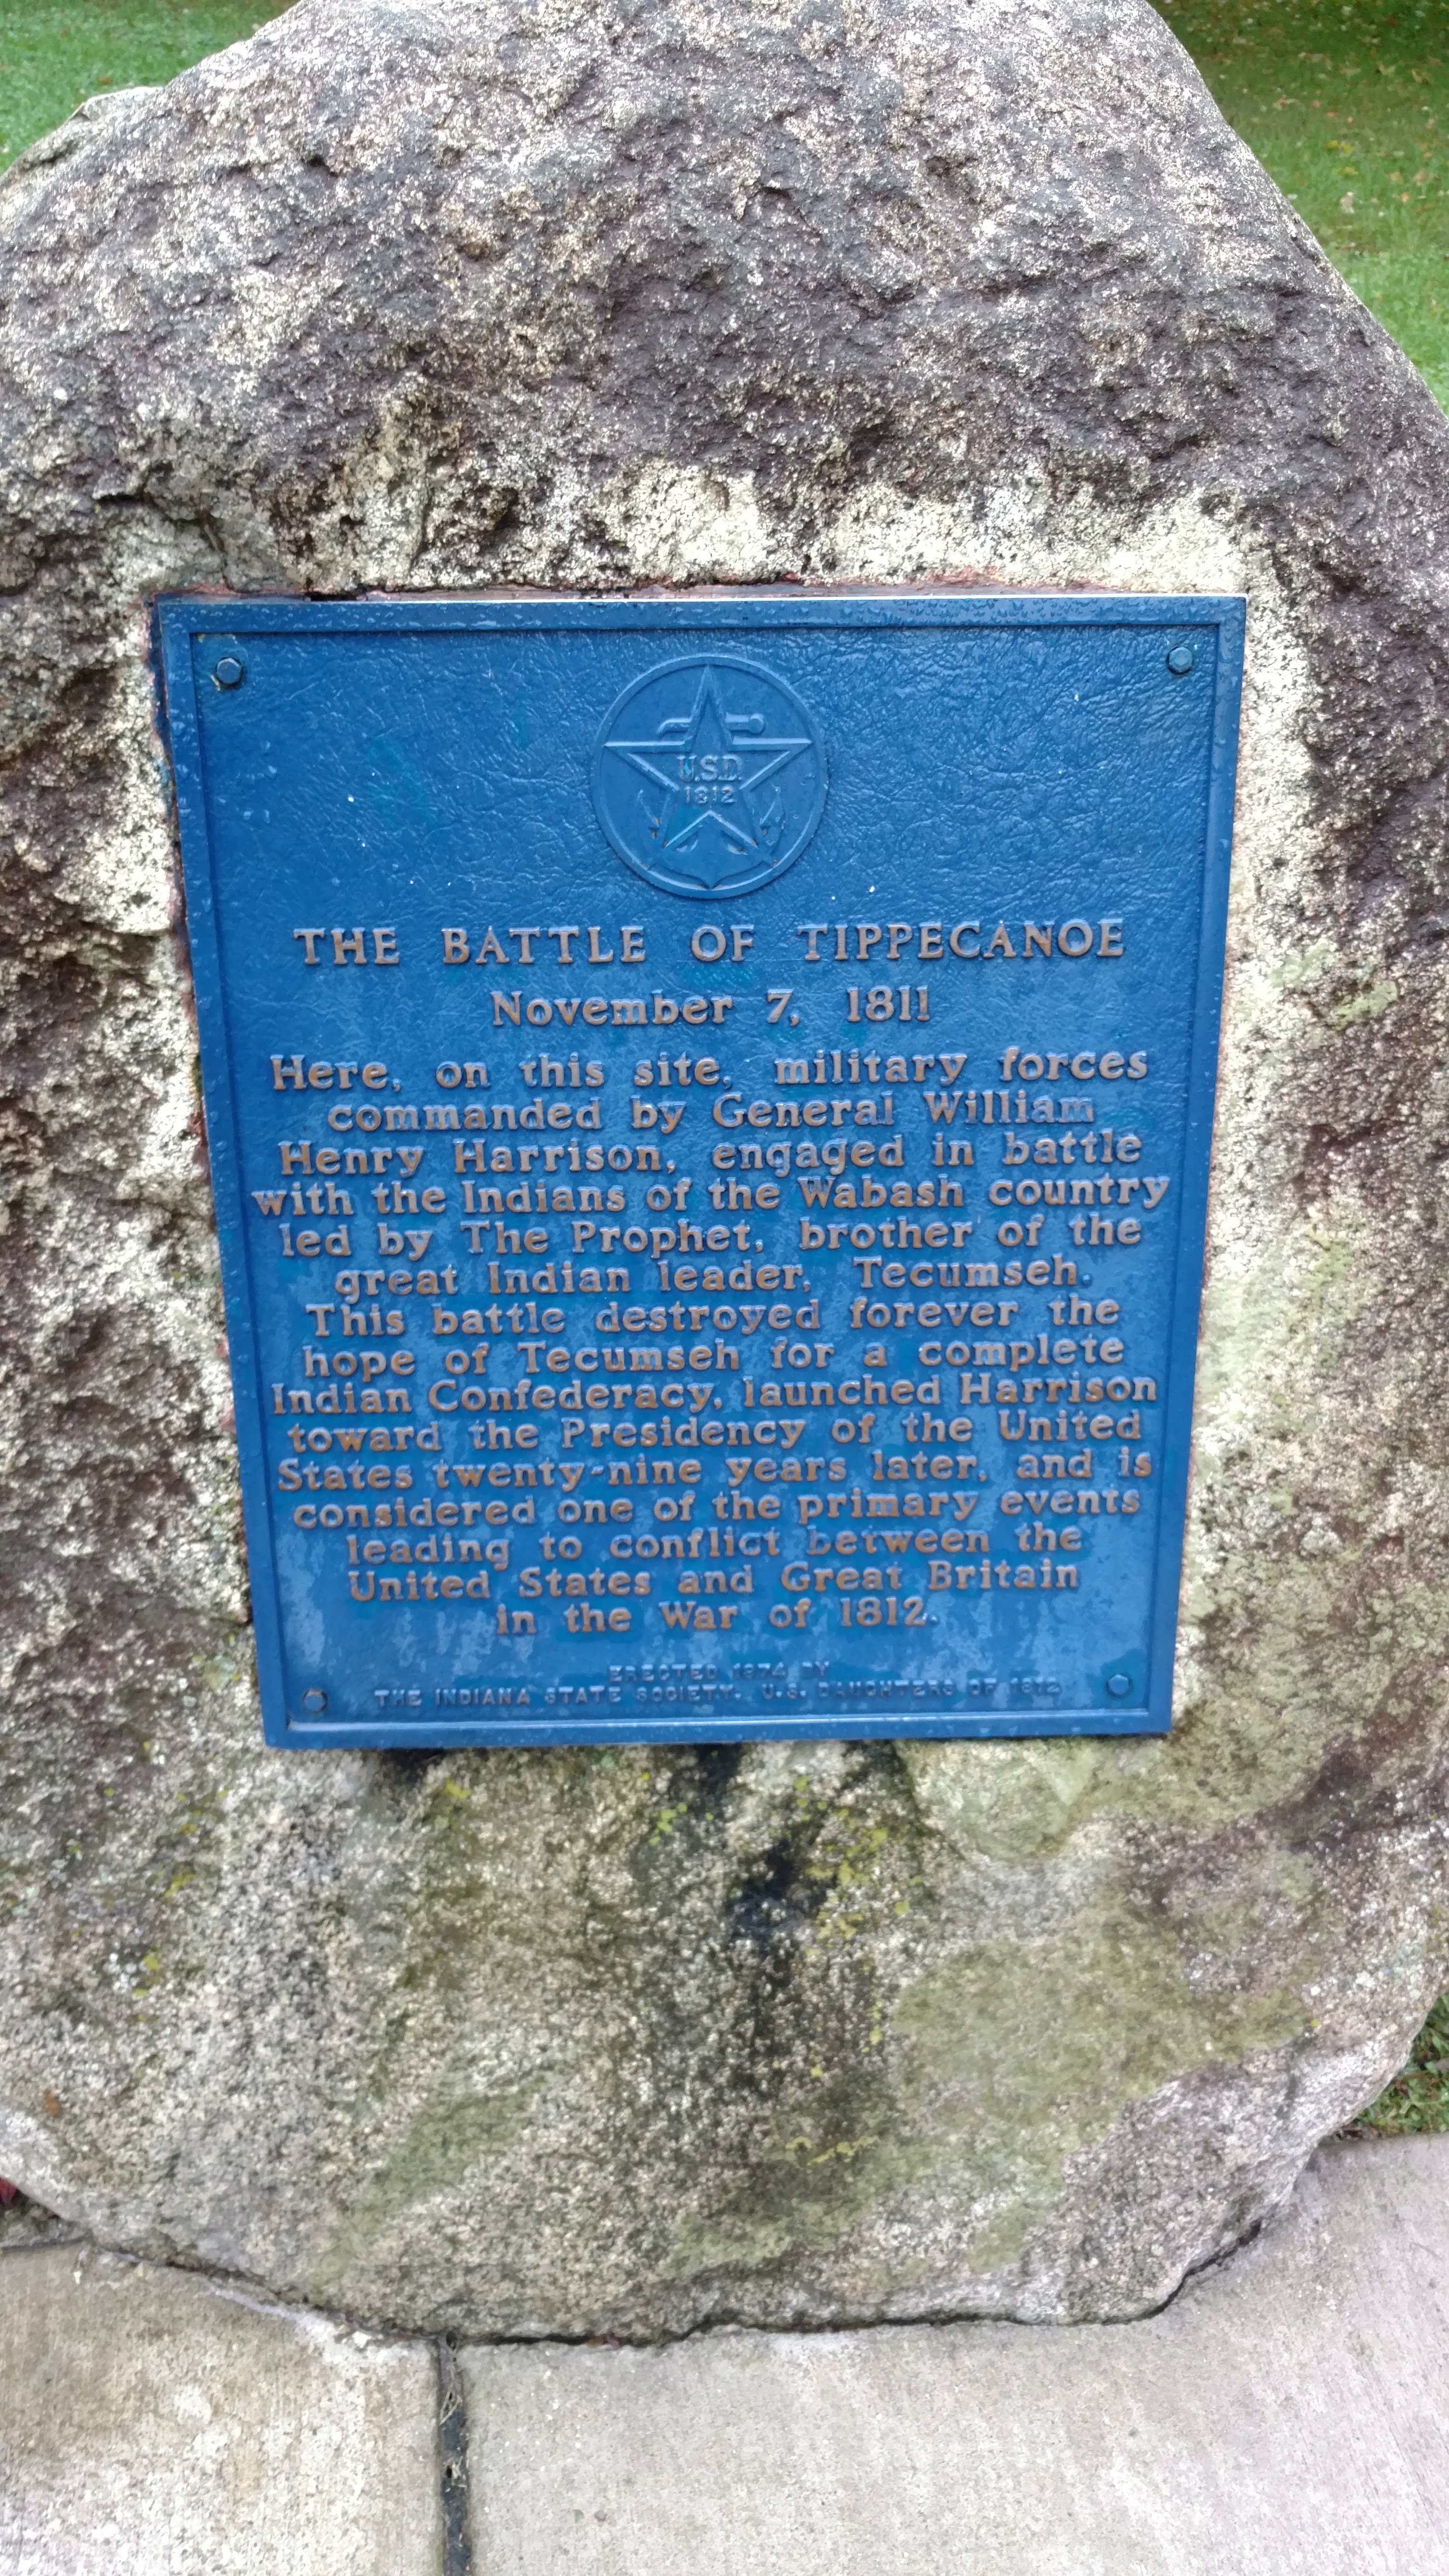 U.S.D.
1812
THE BATTLE OF TIPPECANOE
November 7, 1811
Here, on this site, military forces
commanded by General William
Henry Harrison, engaged in battle
with the Indians of the Wabash country
led by The Prophet, brother of the
great Indian leader, Tecumseh.
This battle destroyed forever the
hope of Tecumseh for a complete
Indian Confederacy, launched Harrison
toward the Presidency of the United
States twenty-nine years later, and is
considered one of the primary events
leading to conflict between the
United States and Great Britain
in the War of 1812.
ERECTED 1974 BY
THE INDIANA STATE SOCIETY, U.S. DAUGHTERS OF 1812